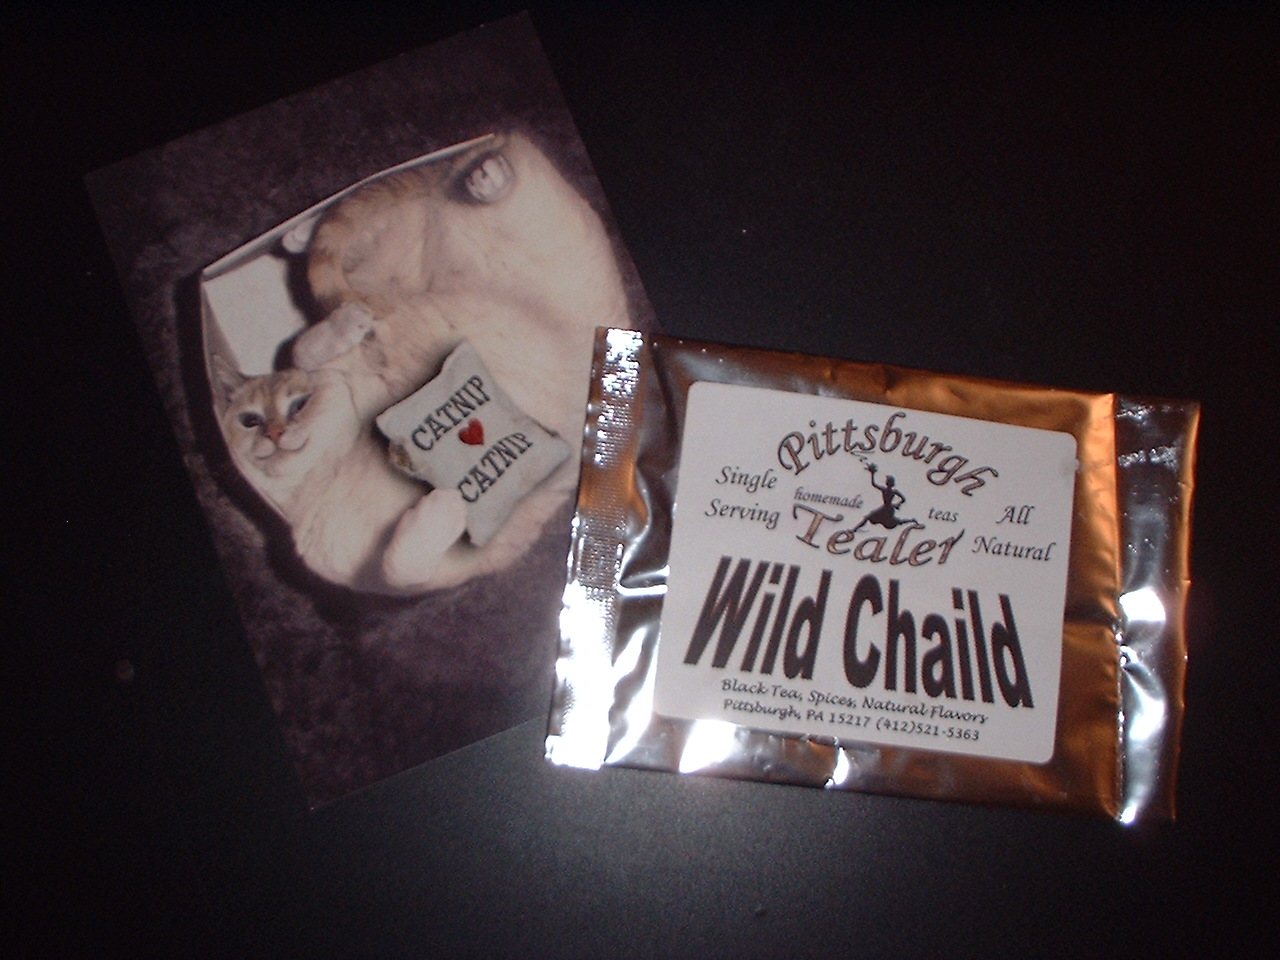 CATNIP
CATNIP
Pittsburgh
Single Serving
homemade teas
All Natural
Tealer
Wild Chaild
Black Tea, Spices, Natural Flavors
Pittsburgh, PA 15217 (412)521-5363